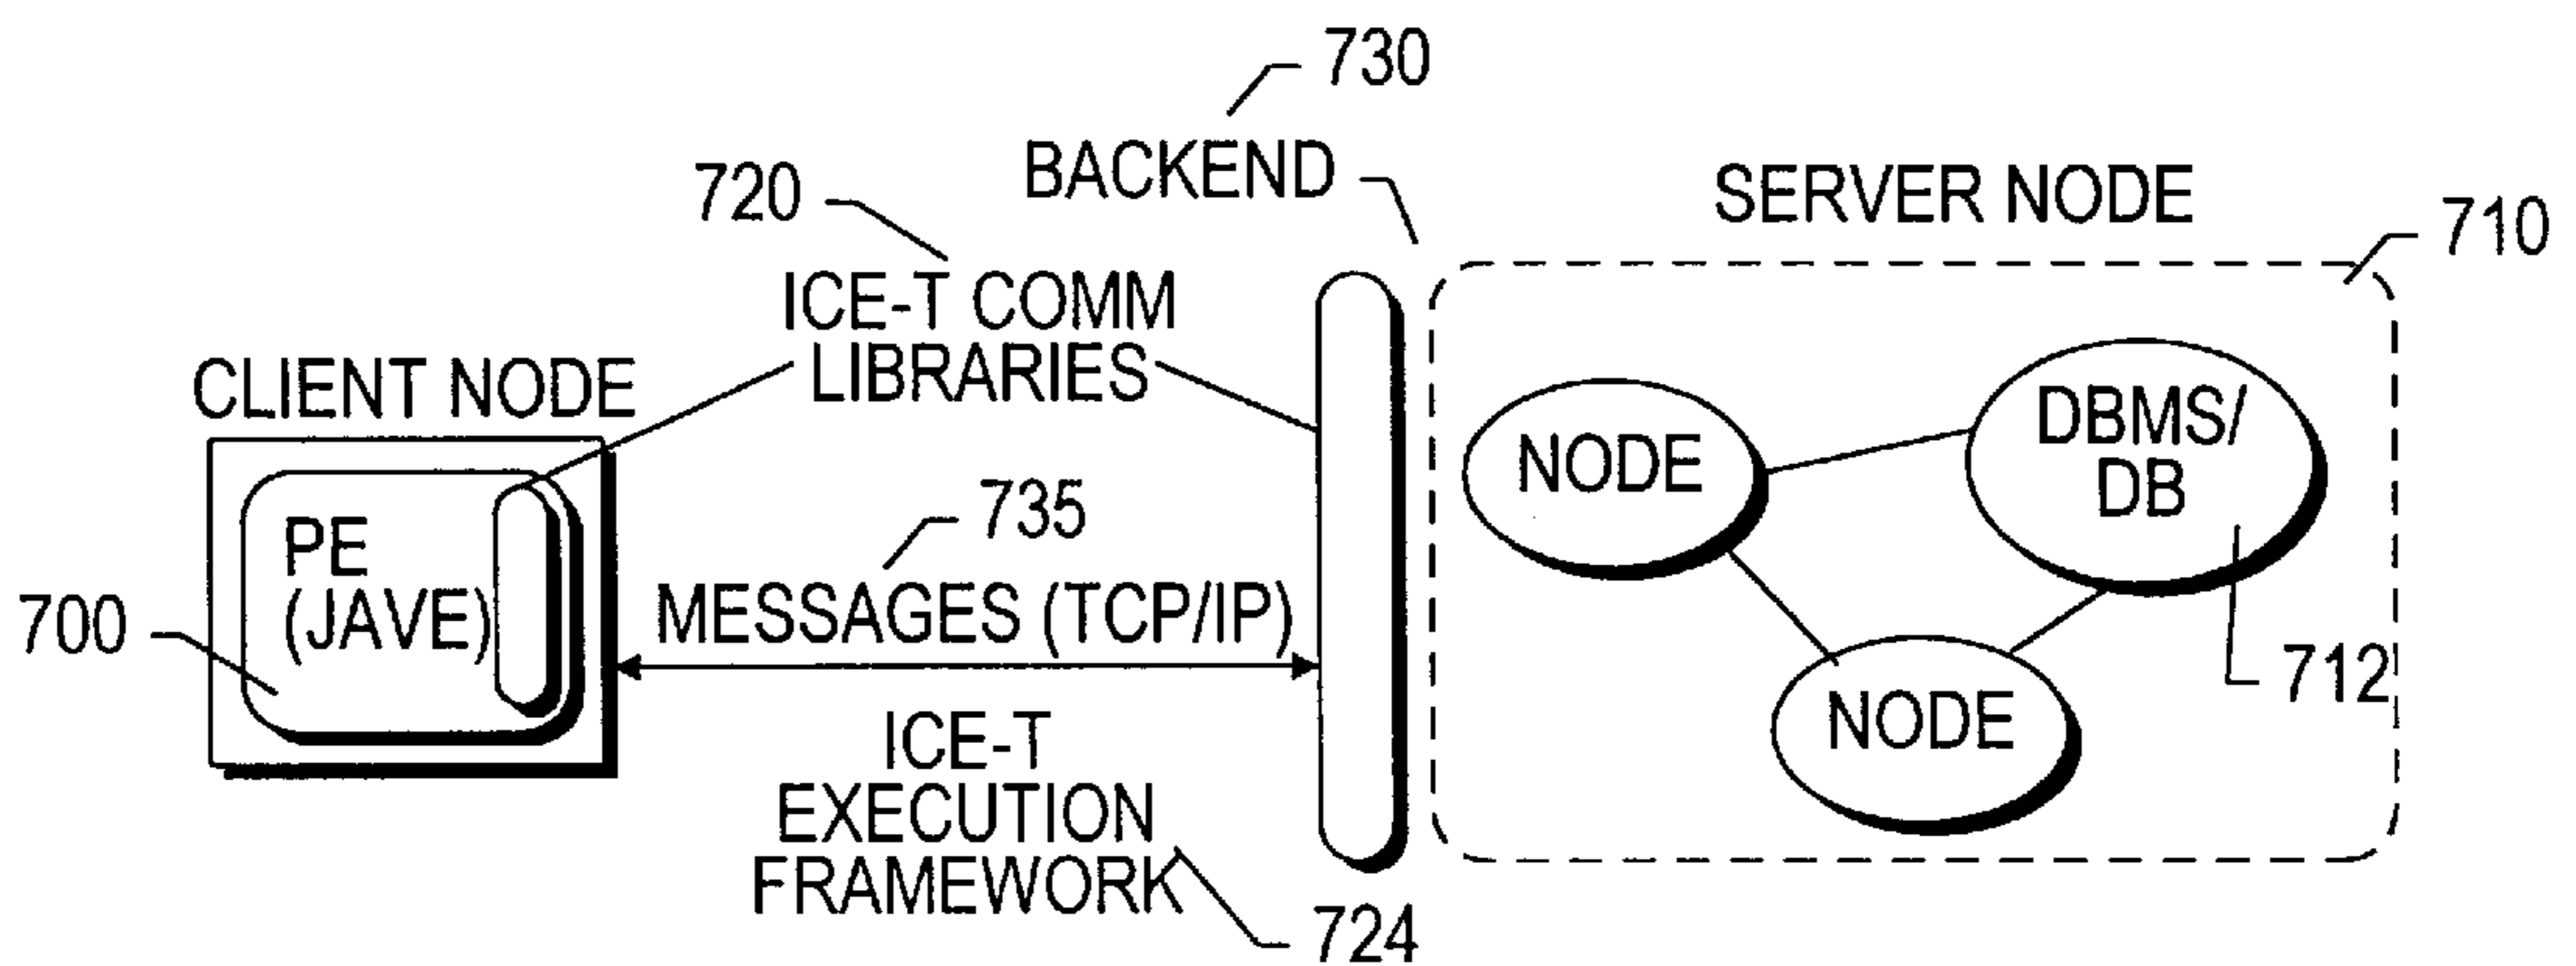 730
BACKEND
720
SERVER NODE
710
ICE-T COMM
LIBRARIES
CLIENT NODE
DBMS/
DB
NODE
735
PE
(JAVE)
700
MESSAGES (TCP/IP)
712
NODE
ICE-T
EXECUTION
FRAMEWORK
724